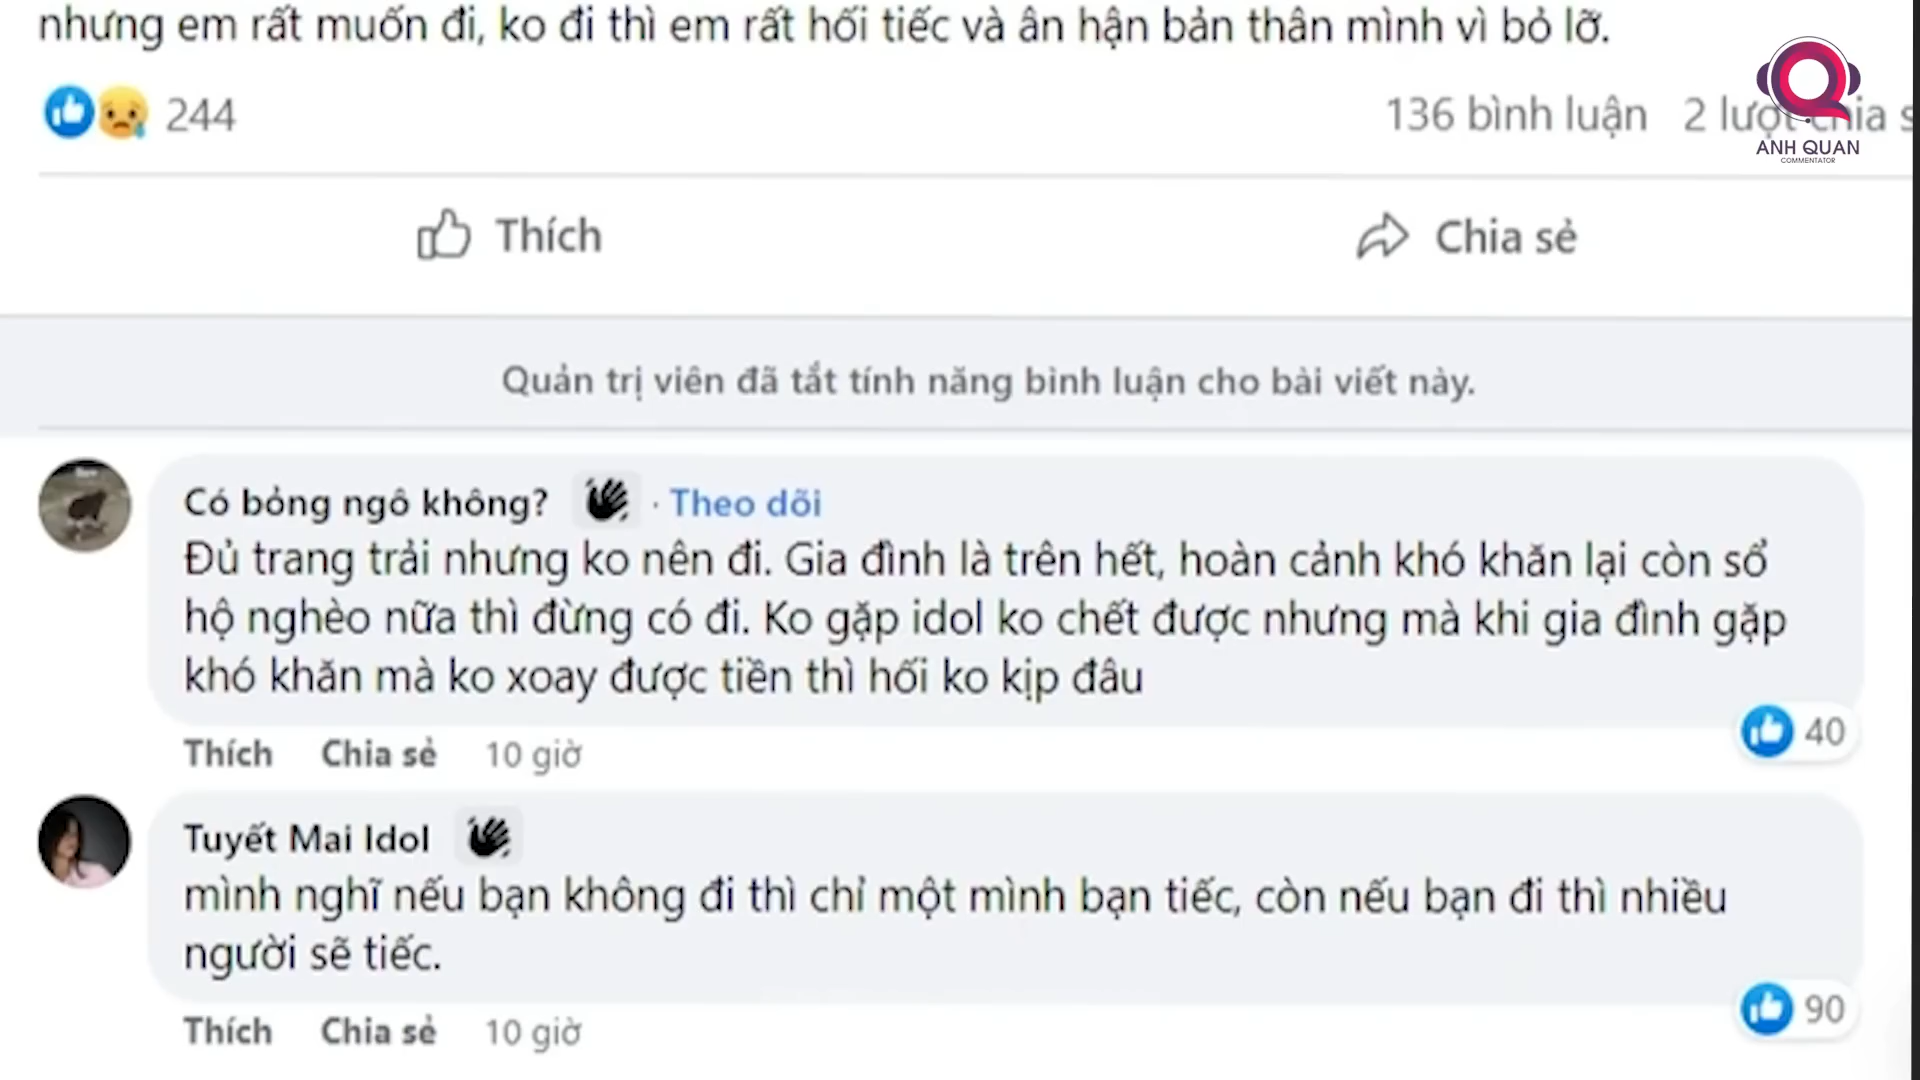 nhưng em rất muốn đi, ko đi thì em rất hối tiếc và ân hận bản thân mình vì bỏ lỡ.
244
136 bình luận 2 lượt chia s
ANH QUAN
COMMENTATOR
Thích
Chia sẻ
Quản trị viên đã tắt tính năng bình luận cho bài viết này.
Có bỏng ngô không? · Theo dõi
Đủ trang trải nhưng ko nên đi. Gia đình là trên hết, hoàn cảnh khó khăn lại còn sổ
hộ nghèo nữa thì đừng có đi. Ko gặp idol ko chết được nhưng mà khi gia đình gặp
khó khăn mà ko xoay được tiền thì hối ko kịp đâu
40
Thích Chia sẻ 10 giờ
Tuyết Mai Idol
mình nghĩ nếu bạn không đi thì chỉ một mình bạn tiếc, còn nếu bạn đi thì nhiều
người sẽ tiếc.
90
Thích Chia sẻ 10 giờ